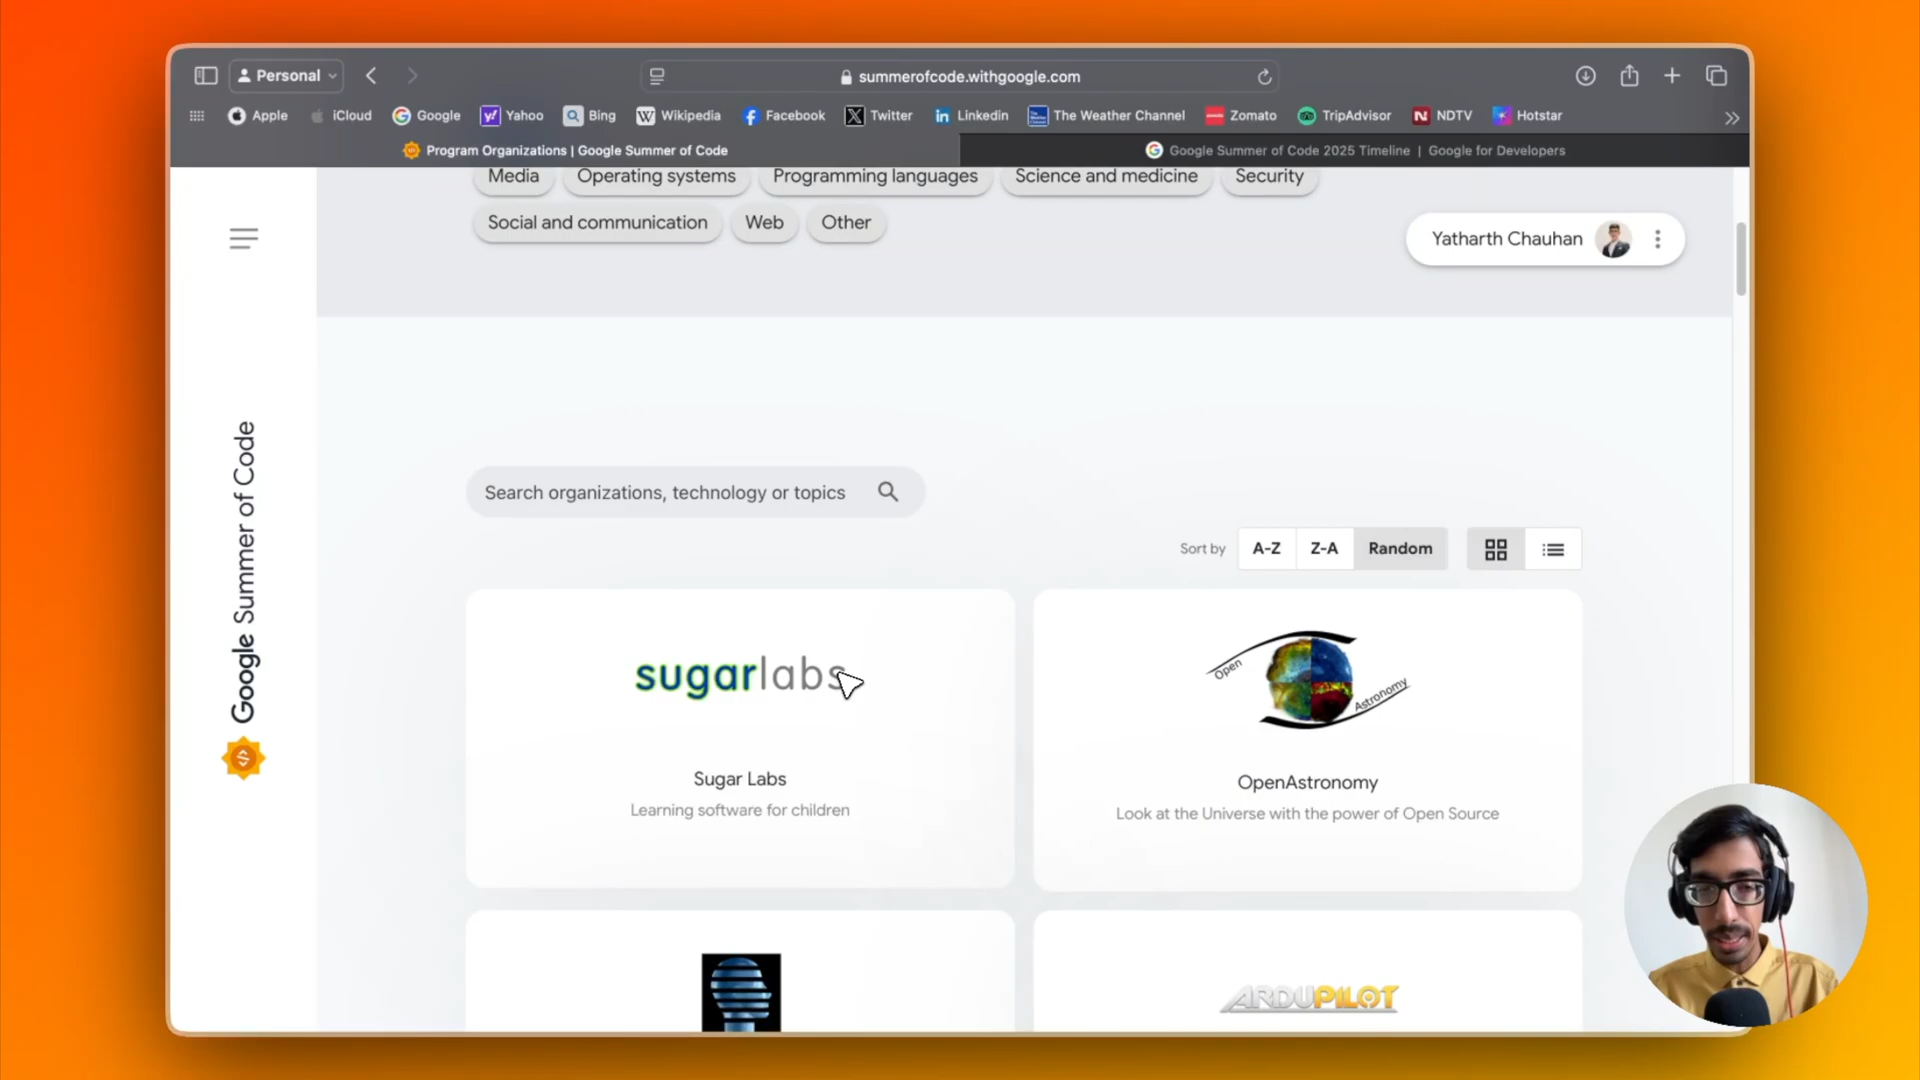 Personal
summerofcode.withgoogle.com
Apple iCloud Google Yahoo Bing Wikipedia Facebook Twitter Linkedin The Weather Channel Zomato TripAdvisor NDTV Hotstar
Program Organizations | Google Summer of Code
Google Summer of Code 2025 Timeline | Google for Developers
Media Operating systems Programming languages Science and medicine Security
Social and communication Web Other
Yatharth Chauhan
Google Summer of Code
Search organizations, technology or topics
Sort by A-Z Z-A Random
sugarlabs
Sugar Labs
Learning software for children
Open
Astronomy
OpenAstronomy
Look at the Universe with the power of Open Source
ARDUPILOT